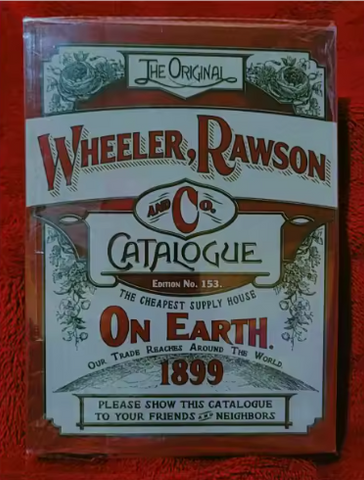 THE ORIGINAL
WHEELER, RAWSON
AND CO.
CATALOGUE
EDITION NO. 153.
THE CHEAPEST SUPPLY HOUSE
ON EARTH.
OUR TRADE REACHES AROUND THE WORLD.
1899
PLEASE SHOW THIS CATALOGUE
TO YOUR FRIENDS AND NEIGHBORS